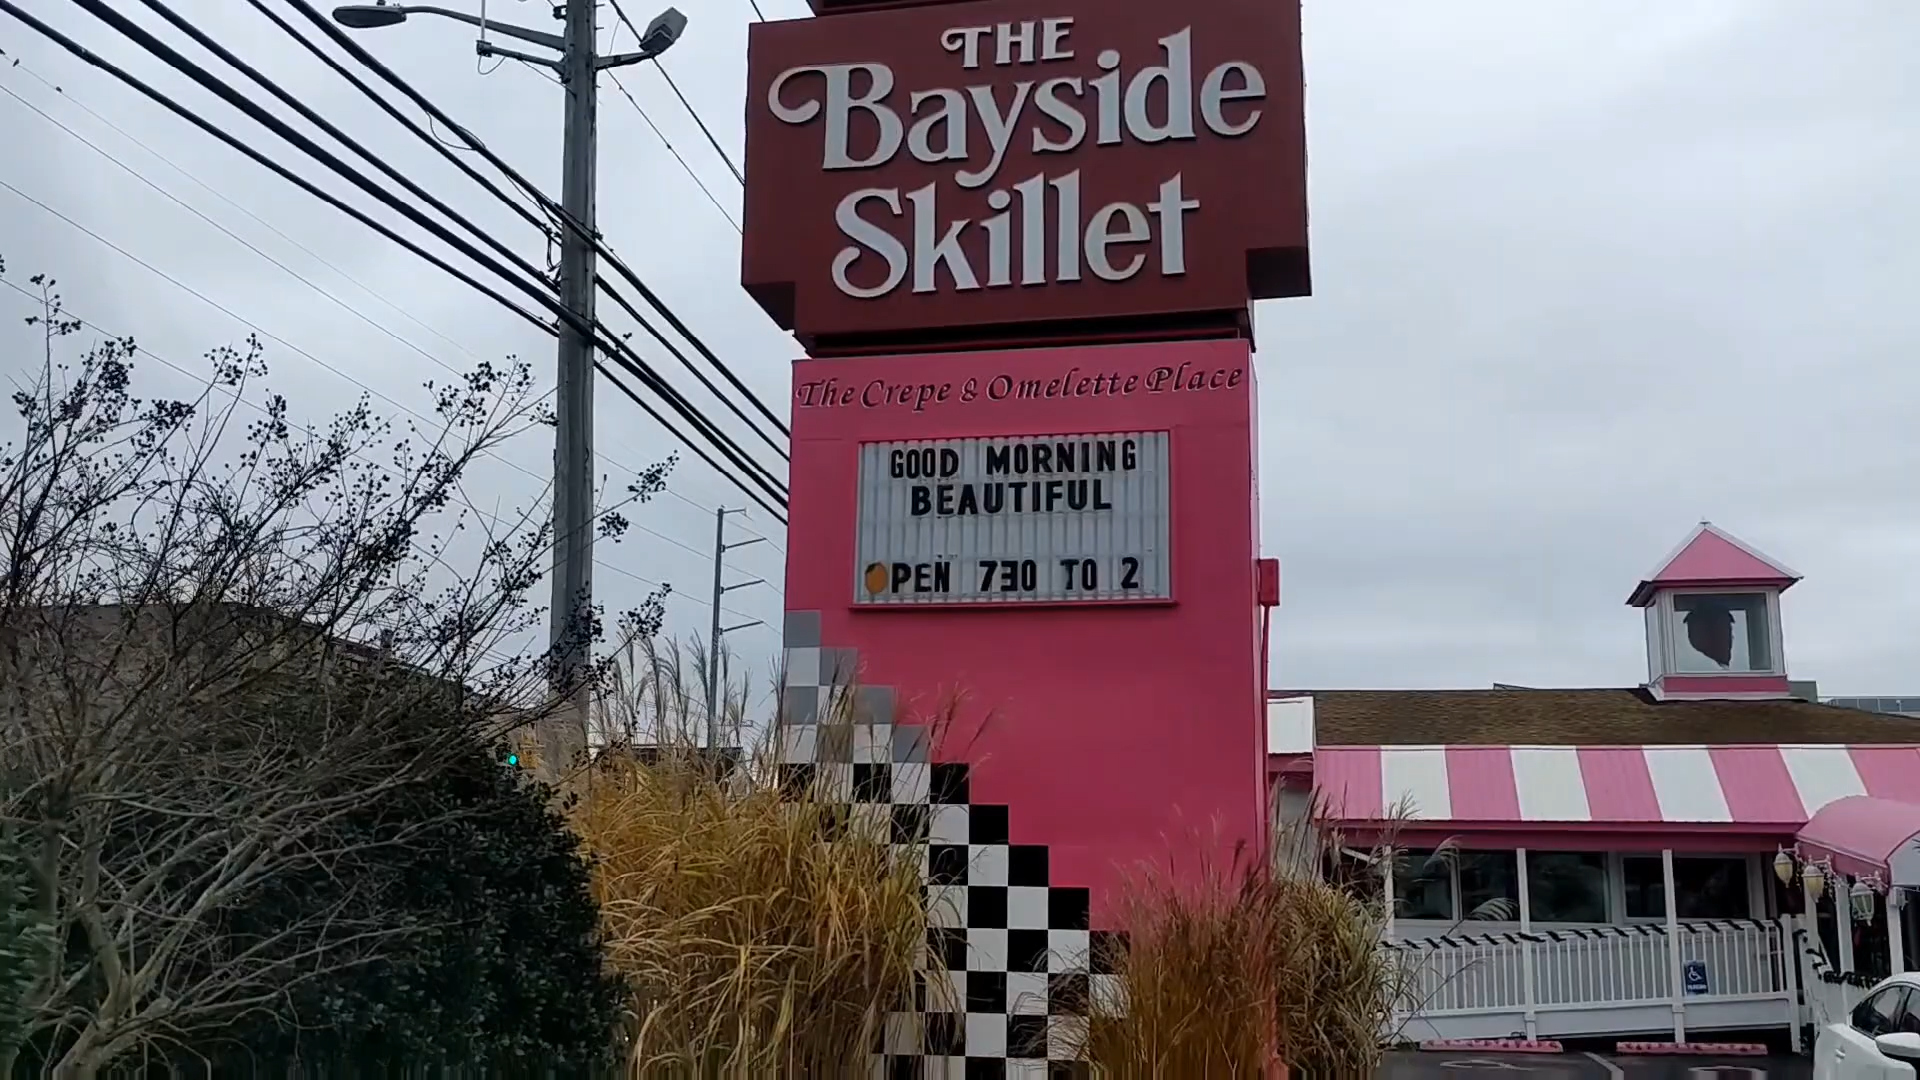 THE
Bayside
Skillet
The Crepe & Omelette Place
GOOD MORNING
BEAUTIFUL
OPEN 730 TO 2